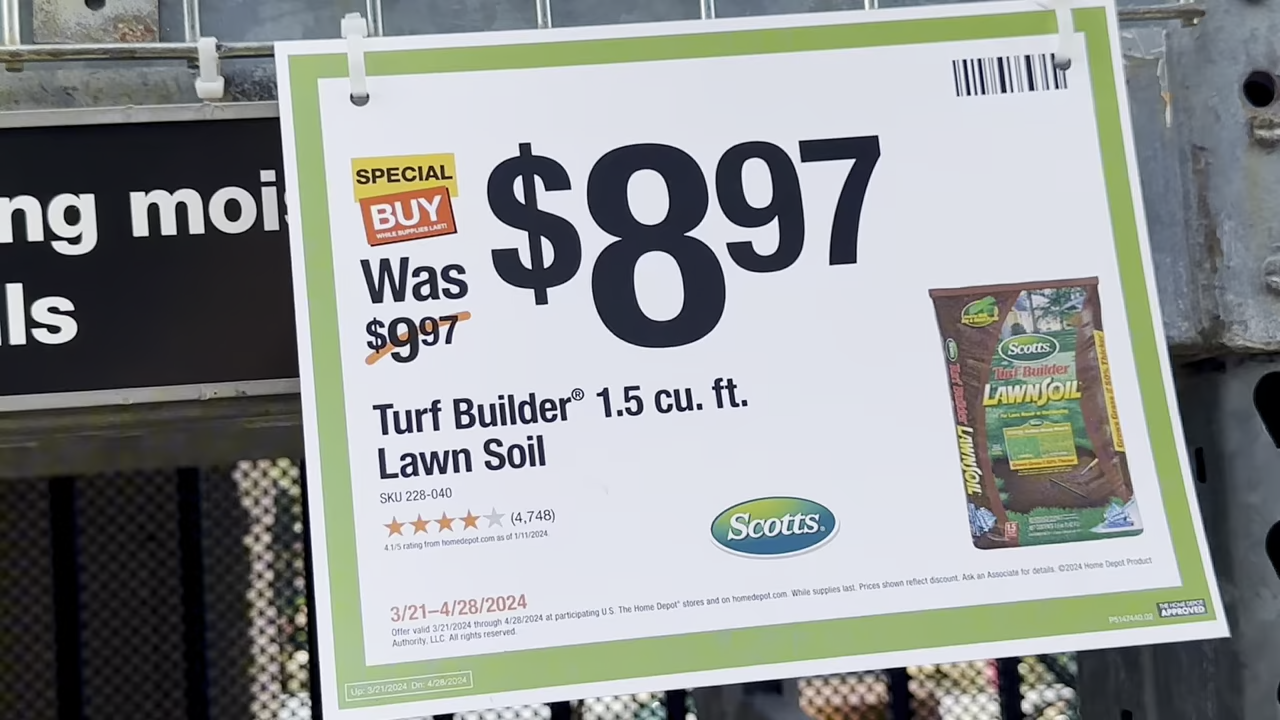 ng moi
ls
SPECIAL
BUY
WHILE SUPPLIES LAST!
$897
Was
$997
Turf Builder® 1.5 cu. ft.
Lawn Soil
SKU 228-040
(4,748)
4.1/5 rating from homedepot.com as of 1/11/2024
Scotts®
Scotts
Turf Builder
LAWNSOIL
Turf Builder LAWNSOIL
3/21–4/28/2024
Offer valid 3/21/2024 through 4/28/2024 at participating U.S. The Home Depot® stores and on homedepot.com. While supplies last. Prices shown reflect discount. Ask an Associate for details. ©2024 Home Depot Product
Authority, LLC. All rights reserved.
THE HOME DEPOT
APPROVED
Up: 3/21/2024 Dn: 4/28/2024